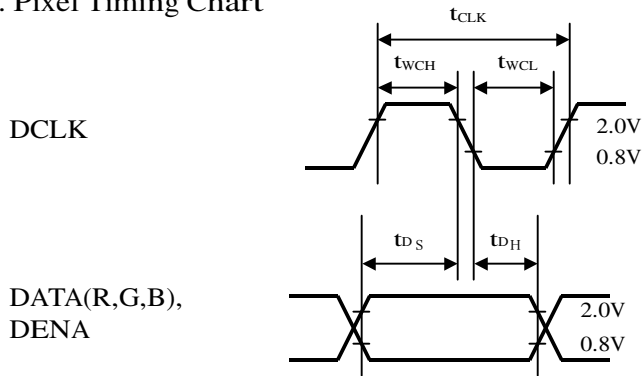 . Pixel Timing Chart
tCLK
tWCH tWCL
DCLK
2.0V
0.8V
tDS tDH
DATA(R,G,B),
DENA
2.0V
0.8V